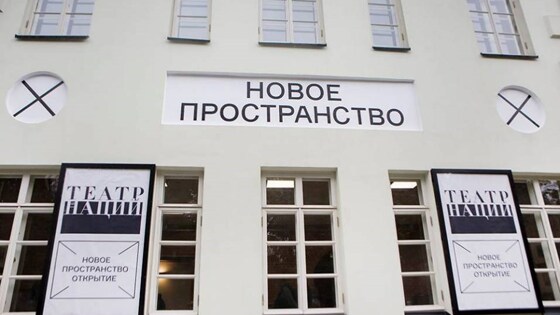 НОВОЕ
ПРОСТРАНСТВО
ТЕАТР
НАЦИЙ
НОВОЕ
ПРОСТРАНСТВО
ОТКРЫТИЕ
ТЕАТР
НАЦИЙ
НОВОЕ
ПРОСТРАНСТВО
ОТКРЫТИЕ